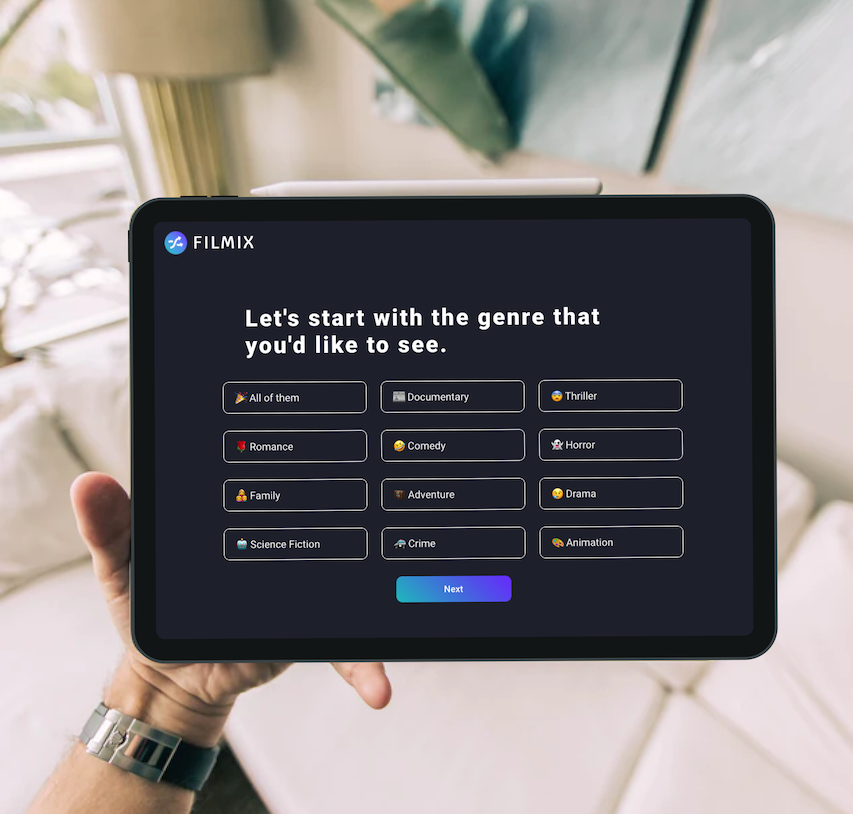 FILMIX
Let's start with the genre that
you'd like to see.
All of them
Documentary
Thriller
Romance
Comedy
Horror
Family
Adventure
Drama
Science Fiction
Crime
Animation
Next